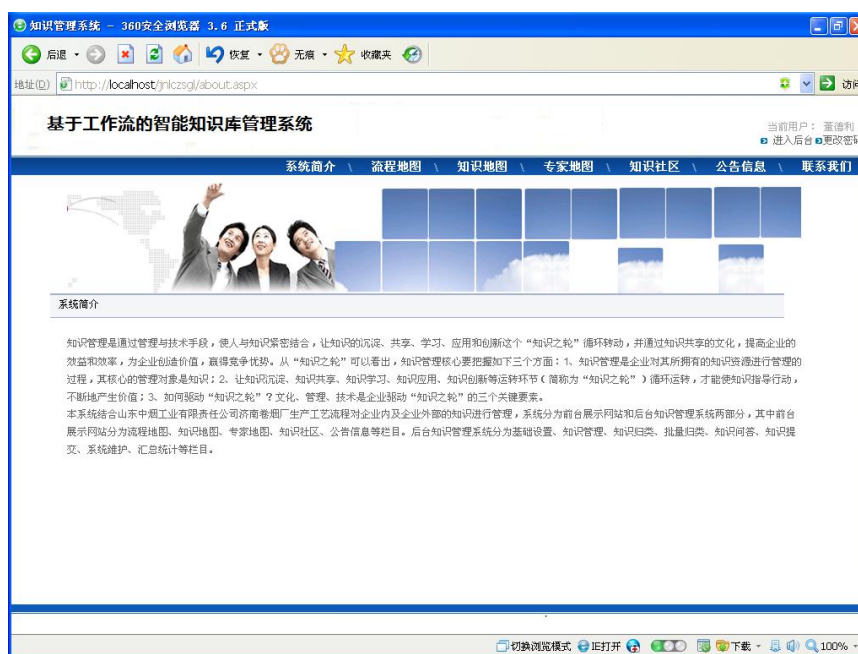 知识管理系统 - 360安全浏览器 3.6 正式版
后退 恢复 无痕 收藏夹
地址(D) http://localhost/jnlczsgl/about.aspx 访问
基于工作流的智能知识库管理系统
当前用户： 董德利
进入后台 更改密码
系统简介 \ 流程地图 \ 知识地图 \ 专家地图 \ 知识社区 \ 公告信息 \ 联系我们
系统简介
知识管理是通过管理与技术手段，使人与知识紧密结合，让知识的沉淀、共享、学习、应用和创新这个“知识之轮”循环转动，并通过知识共享的文化，提高企业的
效益和效率，为企业创造价值，赢得竞争优势。从“知识之轮”可以看出，知识管理核心要把握如下三个方面：1、知识管理是企业对其所拥有的知识资源进行管理的
过程，其核心的管理对象是知识；2、让知识沉淀、知识共享、知识学习、知识应用、知识创新等运转环节（简称为“知识之轮”）循环运转，才能使知识指导行动，
不断地产生价值；3、如何驱动“知识之轮”？文化、管理、技术是企业驱动“知识之轮”的三个关键要素。
本系统结合山东中烟工业有限责任公司济南卷烟厂生产工艺流程对企业内及企业外部的知识进行管理，系统分为前台展示网站和后台知识管理系统两部分，其中前台
展示网站分为流程地图、知识地图、专家地图、知识社区、公告信息等栏目。后台知识管理系统分为基础设置、知识管理、知识归类、批量归类、知识问答、知识提
交、系统维护、汇总统计等栏目。
切换浏览模式 IE打开 下载 100%